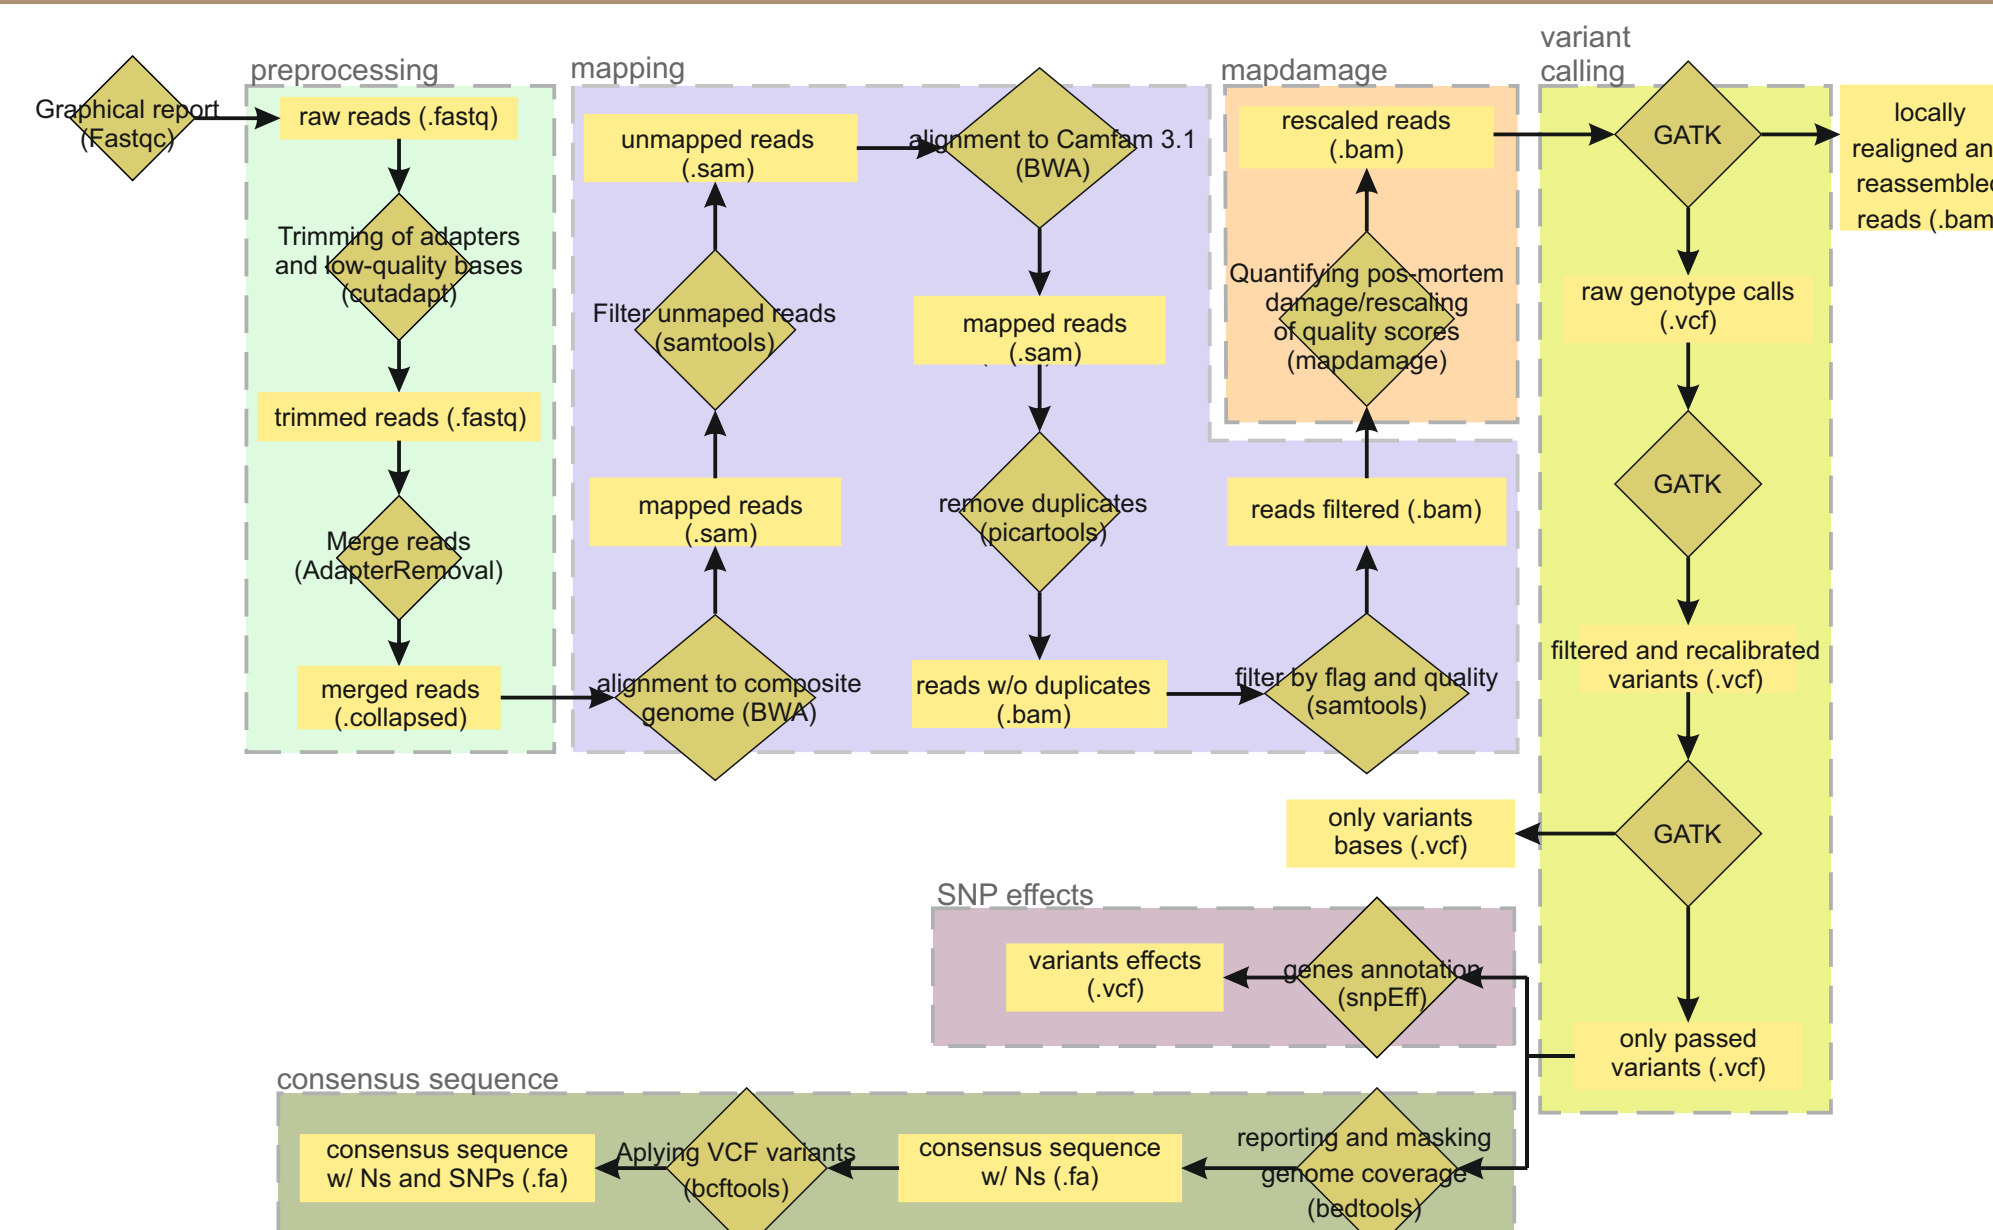 Graphical report
(Fastqc)
preprocessing
raw reads (.fastq)
Trimming of adapters
and low-quality bases
(cutadapt)
trimmed reads (.fastq)
Merge reads
(AdapterRemoval)
merged reads
(.collapsed)
mapping
unmapped reads
(.sam)
Filter unmaped reads
(samtools)
mapped reads
(.sam)
alignment to composite
genome (BWA)
alignment to Camfam 3.1
(BWA)
mapped reads
(.sam)
remove duplicates
(picartools)
reads w/o duplicates
(.bam)
filter by flag and quality
(samtools)
reads filtered (.bam)
mapdamage
rescaled reads
(.bam)
Quantifying pos-mortem
damage/rescaling
of quality scores
(mapdamage)
variant
calling
GATK
locally
realigned an
reassembled
reads (.bam
raw genotype calls
(.vcf)
GATK
filtered and recalibrated
variants (.vcf)
GATK
only variants
bases (.vcf)
only passed
variants (.vcf)
SNP effects
variants effects
(.vcf)
genes annotation
(snpEff)
consensus sequence
consensus sequence
w/ Ns and SNPs (.fa)
Aplying VCF variants
(bcftools)
consensus sequence
w/ Ns (.fa)
reporting and masking
genome coverage
(bedtools)